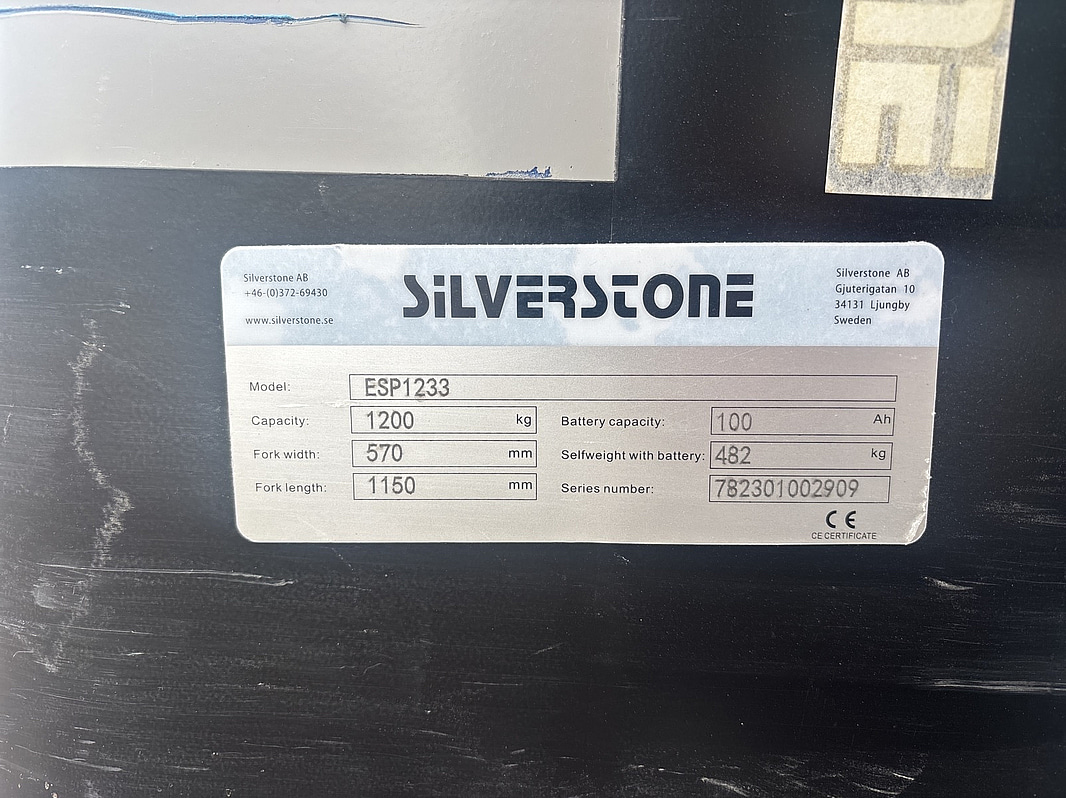 Silverstone AB
+46-(0)372-69430
www.silverstone.se
SiLVERSTONE
Silverstone AB
Gjuterigatan 10
34131 Ljungby
Sweden
Model: ESP1233
Capacity: 1200 kg
Battery capacity: 100 Ah
Fork width: 570 mm
Selfweight with battery: 482 kg
Fork length: 1150 mm
Series number: 782301002909
CE
CE CERTIFICATE